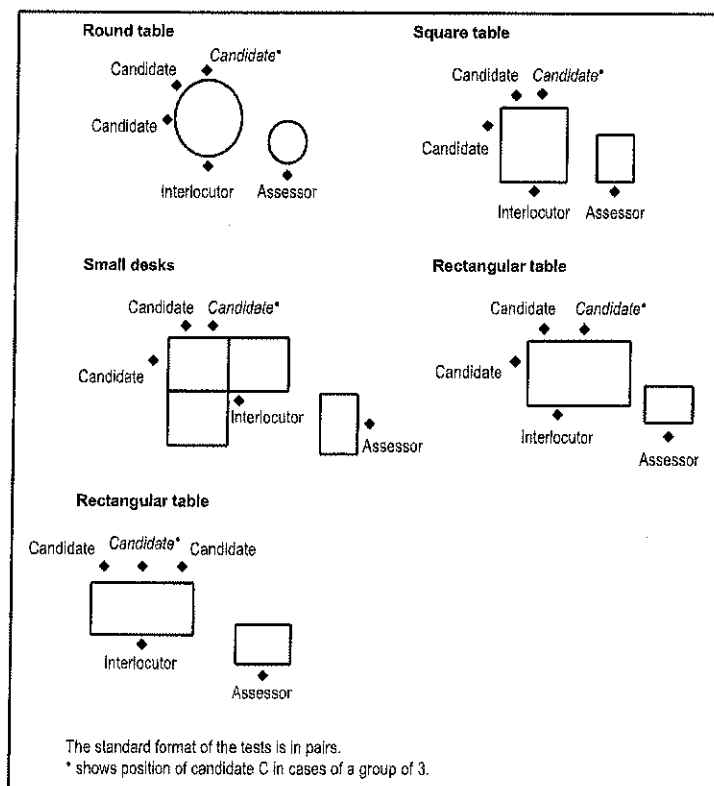 Round table
Candidate*
Candidate
Candidate
Interlocutor
Assessor
Square table
Candidate
Candidate*
Candidate
Interlocutor
Assessor
Small desks
Candidate
Candidate*
Candidate
Interlocutor
Assessor
Rectangular table
Candidate
Candidate*
Candidate
Interlocutor
Assessor
Rectangular table
Candidate
Candidate*
Candidate
Interlocutor
Assessor
The standard format of the tests is in pairs.
* shows position of candidate C in cases of a group of 3.